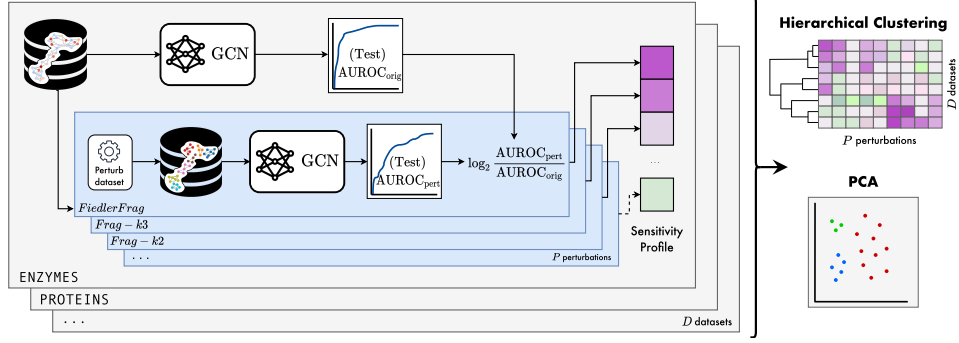 GCN
(Test)
AUROC_orig
Perturb
dataset
GCN
(Test)
AUROC_pert
log₂ AUROC_pert / AUROC_orig
FiedlerFrag
Frag − k3
Frag − k2
. . .
P perturbations
. . .
Sensitivity
Profile
ENZYMES
PROTEINS
. . .
D datasets
Hierarchical Clustering
D datasets
P perturbations
PCA